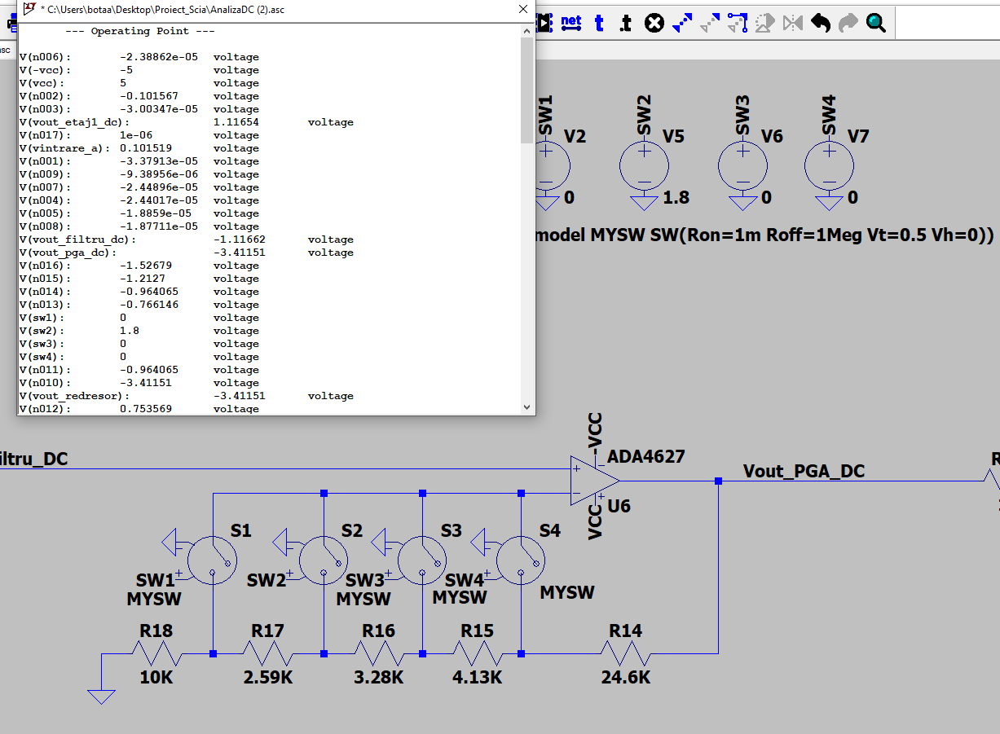 * C:\Users\botaa\Desktop\Proiect_Scia\AnalizaDC (2).asc
net
t
.t
sc
--- Operating Point ---
V(n006): -2.38862e-05 voltage
V(-vcc): -5 voltage
V(vcc): 5 voltage
V(n002): -0.101567 voltage
V(n003): -3.00347e-05 voltage
V(vout_etaj1_dc): 1.11654 voltage
V(n017): 1e-06 voltage
V(vintrare_a): 0.101519 voltage
V(n001): -3.37913e-05 voltage
V(n009): -9.38956e-06 voltage
V(n007): -2.44896e-05 voltage
V(n004): -2.44017e-05 voltage
V(n005): -1.8859e-05 voltage
V(n008): -1.87711e-05 voltage
V(vout_filtru_dc): -1.11662 voltage
V(vout_pga_dc): -3.41151 voltage
V(n016): -1.52679 voltage
V(n015): -1.2127 voltage
V(n014): -0.964065 voltage
V(n013): -0.766146 voltage
V(sw1): 0 voltage
V(sw2): 1.8 voltage
V(sw3): 0 voltage
V(sw4): 0 voltage
V(n011): -0.964065 voltage
V(n010): -3.41151 voltage
V(vout_redresor): -3.41151 voltage
V(n012): 0.753569 voltage
SW1
V2
0
SW2
V5
1.8
SW3
V6
0
SW4
V7
0
model MYSW SW(Ron=1m Roff=1Meg Vt=0.5 Vh=0))
iltru_DC
-VCC
ADA4627
Vout_PGA_DC
R
U6
VCC
S1
S2
S3
S4
SW1
MYSW
SW2
MYSW
SW3
MYSW
SW4
MYSW
R18
R17
R16
R15
R14
10K
2.59K
3.28K
4.13K
24.6K